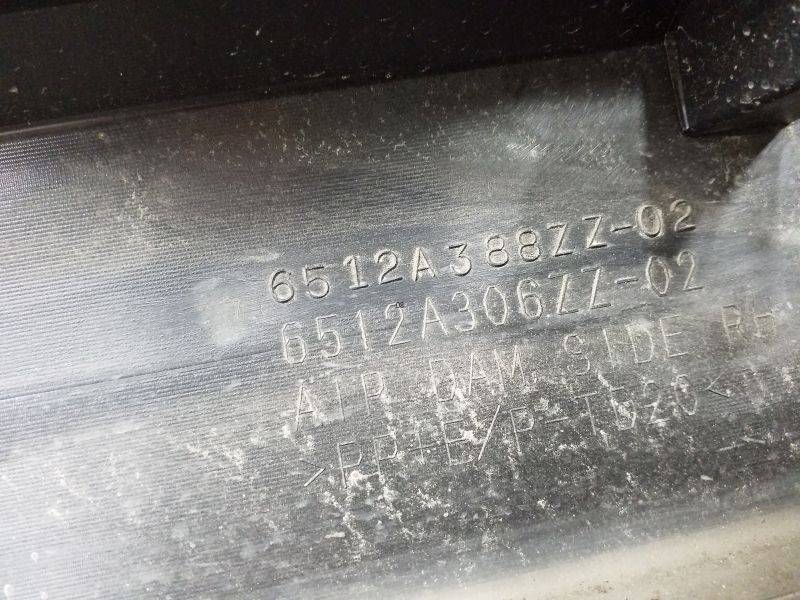 6512A388ZZ-02
6512A306ZZ-02
AIR DAM SIDE RH
>PP+E/P-TD20<